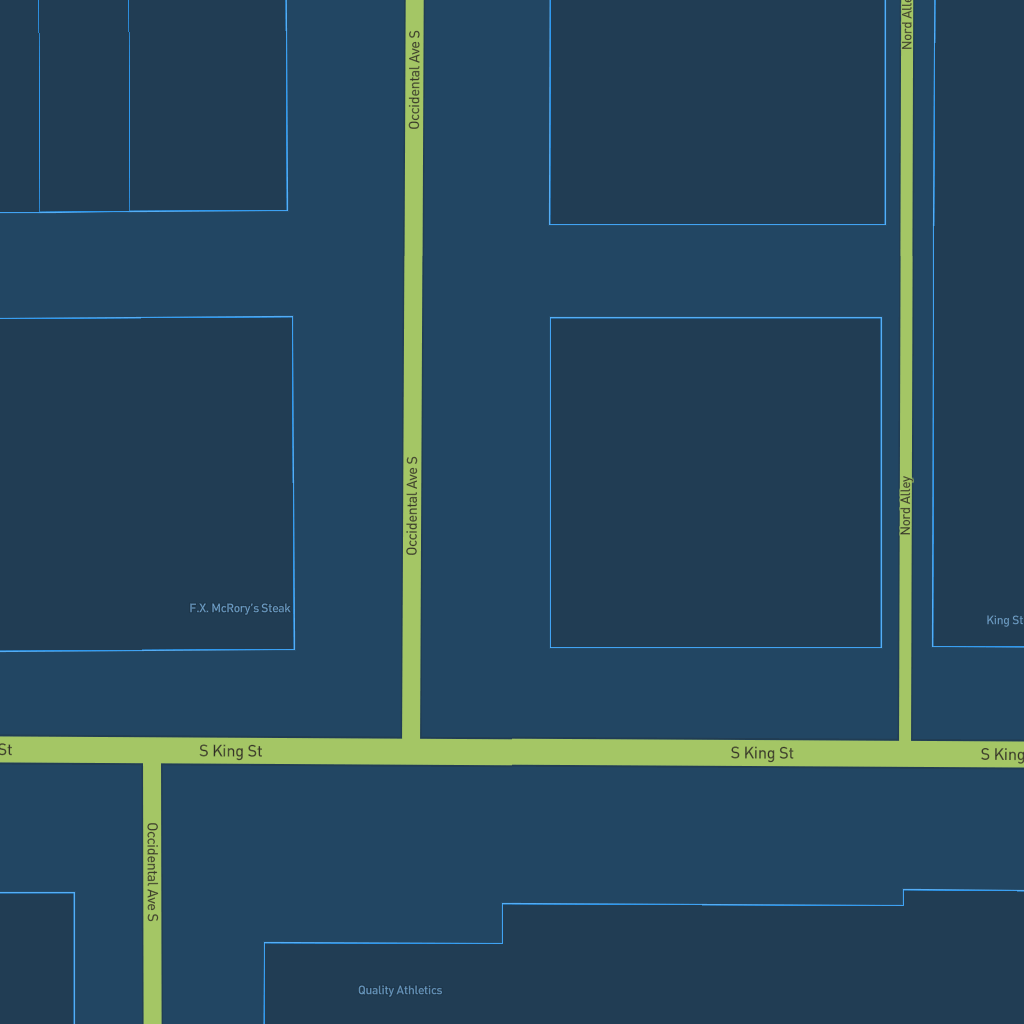 Nord Alle
Occidental Ave S
Occidental Ave S
Nord Alley
F.X. McRory's Steak
King St
St
S King St
S King St
S King
Occidental Ave S
Quality Athletics